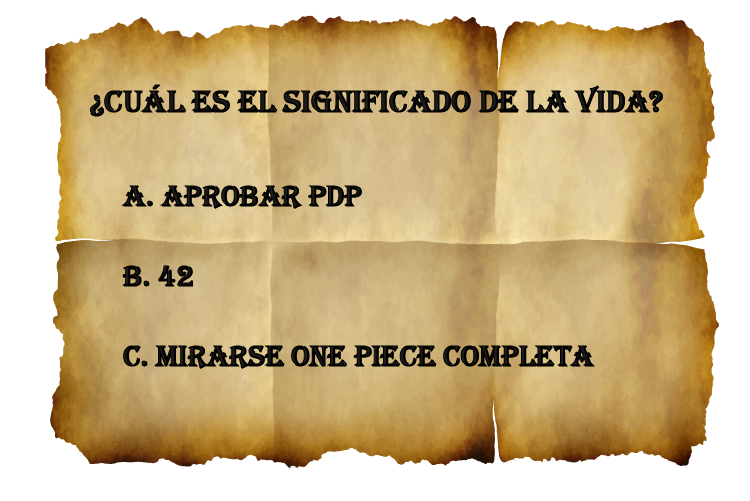 ¿CUÁL ES EL SIGNIFICADO DE LA VIDA?
A. APROBAR PDP
B. 42
C. MIRARSE ONE PIECE COMPLETA